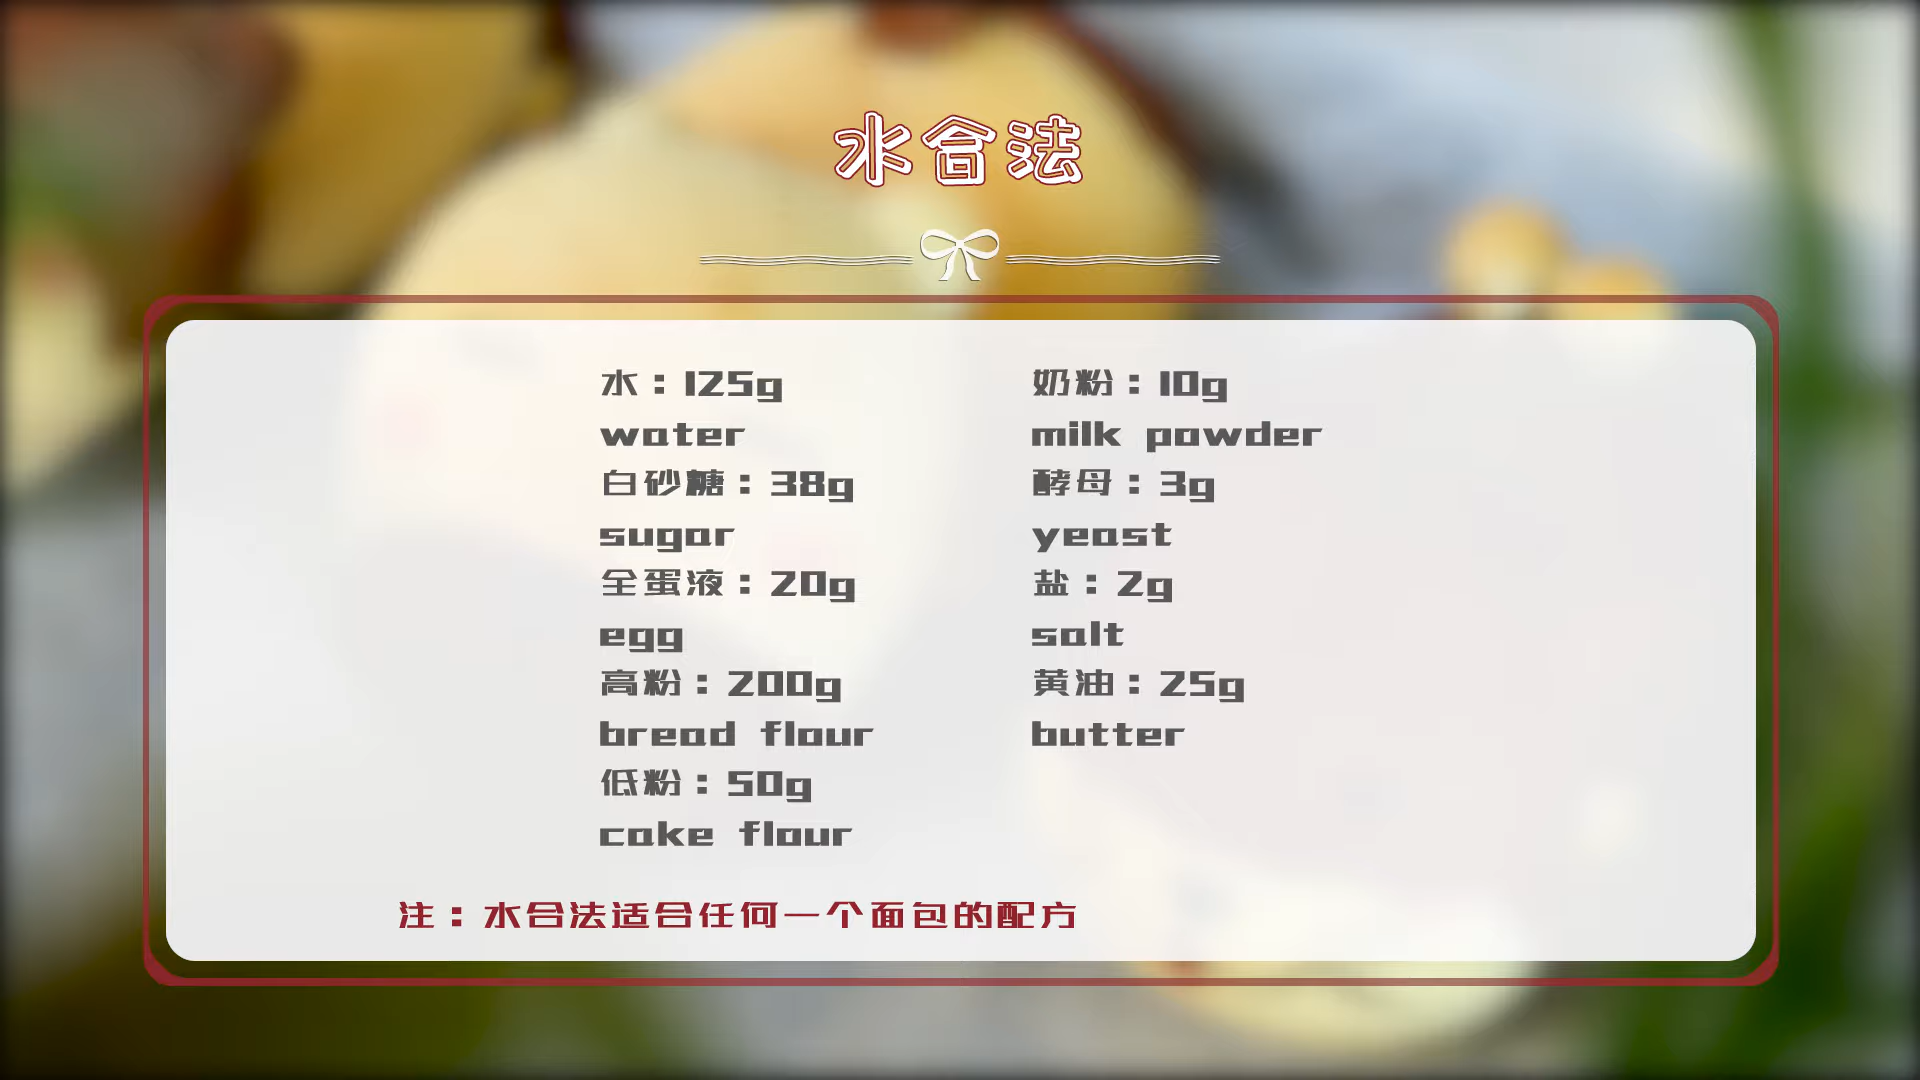 水合法
水：125g
water
白砂糖：38g
sugar
全蛋液：20g
egg
高粉：200g
bread flour
低粉：50g
cake flour
奶粉：10g
milk powder
酵母：3g
yeast
盐：2g
salt
黄油：25g
butter
注：水合法适合任何一个面包的配方